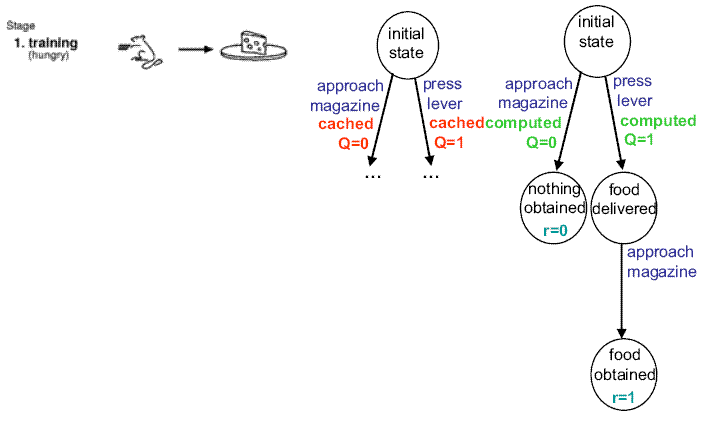 Stage
1. training
(hungry)
initial
state
approach
magazine
cached
Q=0
press
lever
cached
Q=1
...
...
initial
state
approach
magazine
computed
Q=0
press
lever
computed
Q=1
nothing
obtained
r=0
food
delivered
approach
magazine
food
obtained
r=1